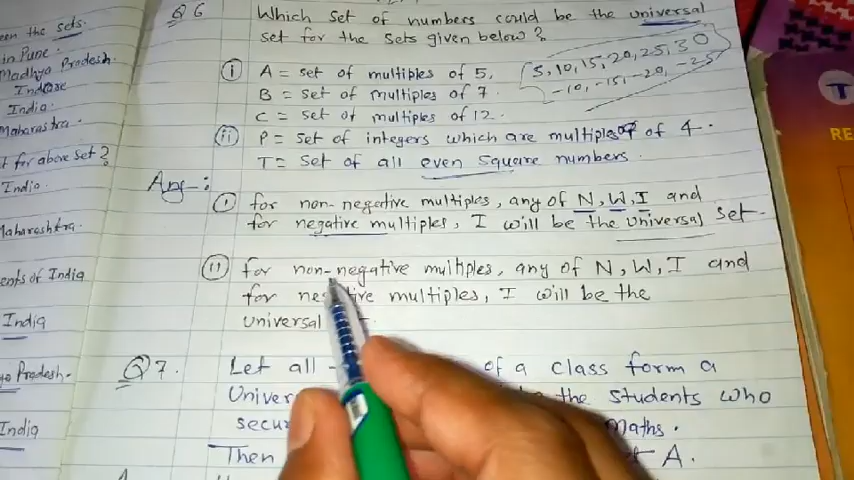 een the sets.
in Pune.
Madhya Pradesh.
Indore
India.
Maharastra.
t for above set?
India.
Maharashtra.
ents of India
India
Pradesh.
India
Q 6 Which set of numbers could be the universal
set for the sets given below?
(i) A = set of multiples of 5,
B = set of multiples of 7.
C = set of multiples of 12.
5, 10, 15, 20, 25, 30
-10, -15, -20, -25
(ii) P = set of integers which are multiples of 4.
T = set of all even square numbers.
Ans-:
(i) for non-negative multiples, any of N, W, I and
for negative multiples, I will be the universal set.
(ii) for non-negative multiples, any of N, W, I and
for negative multiples, I will be the
universal
Q 7. Let all of a class form a
Univer the students who
secu Maths.
Then A.
T
RE